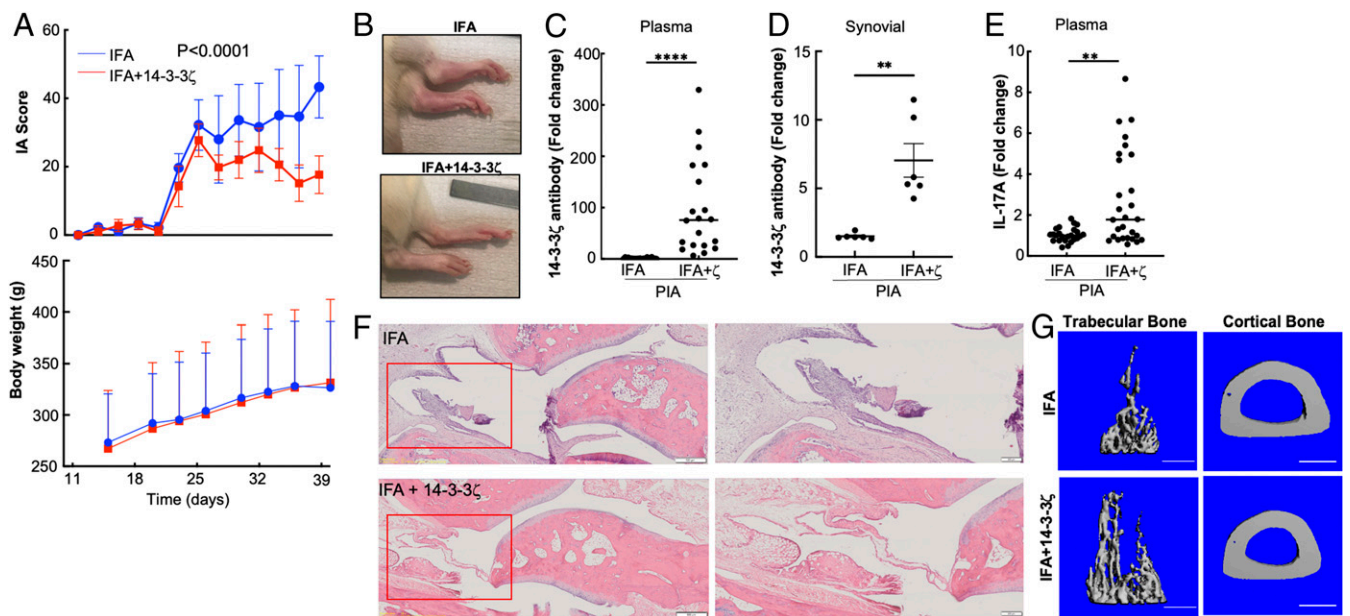 A
P<0.0001
IFA
IFA+14-3-3ζ
IA Score
60
40
20
0
Body weight (g)
450
400
350
300
250
11
18
25
32
39
Time (days)
B
IFA
IFA+14-3-3ζ
C
Plasma
****
14-3-3ζ antibody (Fold change)
400
300
200
100
0
IFA
IFA+ζ
PIA
D
Synovial
**
14-3-3ζ antibody (Fold change)
15
10
5
0
IFA
IFA+ζ
PIA
E
Plasma
**
IL-17A (Fold change)
10
8
6
4
2
0
IFA
IFA+ζ
PIA
F
IFA
IFA + 14-3-3ζ
G
Trabecular Bone
Cortical Bone
IFA
IFA+14-3-3ζ